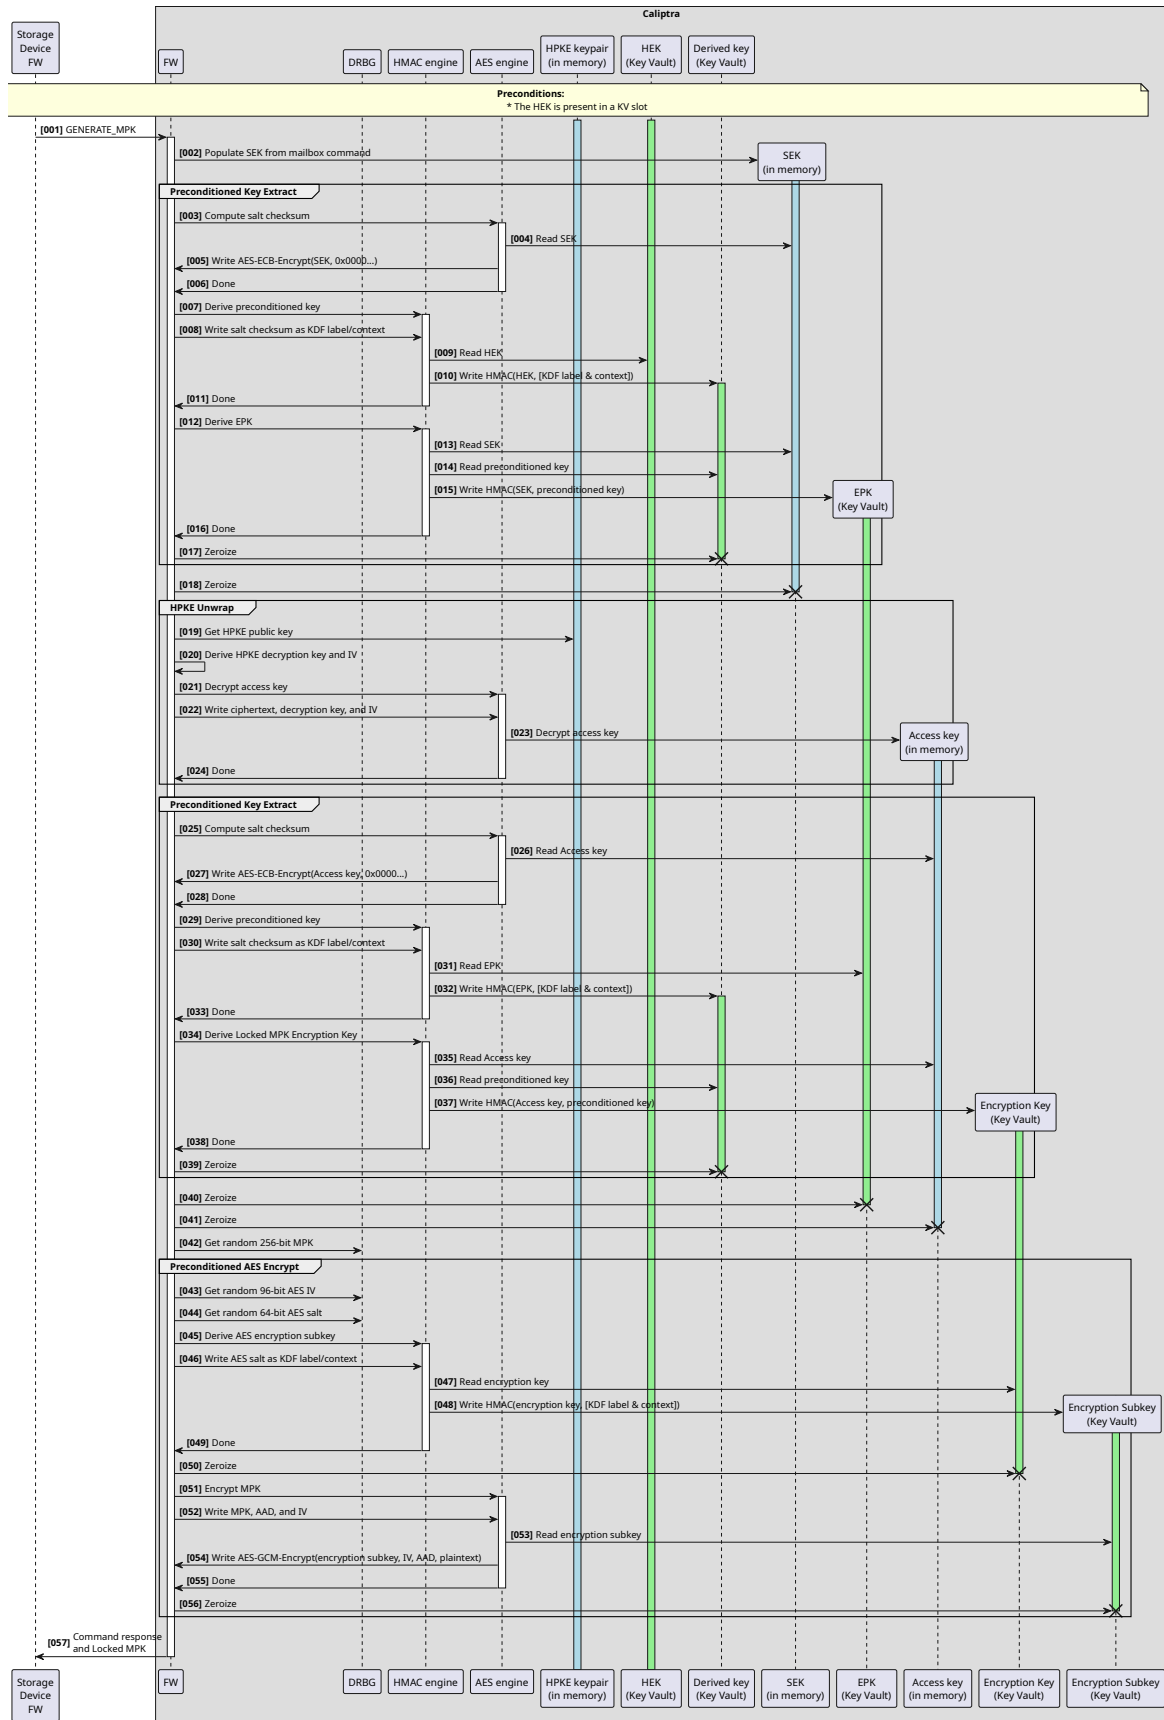 Caliptra
Storage
Device
FW
FW
DRBG
HMAC engine
AES engine
HPKE keypair
(in memory)
HEK
(Key Vault)
Derived key
(Key Vault)
Preconditions:
* The HEK is present in a KV slot
[001] GENERATE_MPK
[002] Populate SEK from mailbox command
SEK
(in memory)
Preconditioned Key Extract
[003] Compute salt checksum
[004] Read SEK
[005] Write AES-ECB-Encrypt(SEK, 0x0000...)
[006] Done
[007] Derive preconditioned key
[008] Write salt checksum as KDF label/context
[009] Read HEK
[010] Write HMAC(HEK, [KDF label & context])
[011] Done
[012] Derive EPK
[013] Read SEK
[014] Read preconditioned key
[015] Write HMAC(SEK, preconditioned key)
EPK
(Key Vault)
[016] Done
[017] Zeroize
[018] Zeroize
HPKE Unwrap
[019] Get HPKE public key
[020] Derive HPKE decryption key and IV
[021] Decrypt access key
[022] Write ciphertext, decryption key, and IV
[023] Decrypt access key
Access key
(in memory)
[024] Done
Preconditioned Key Extract
[025] Compute salt checksum
[026] Read Access key
[027] Write AES-ECB-Encrypt(Access key, 0x0000...)
[028] Done
[029] Derive preconditioned key
[030] Write salt checksum as KDF label/context
[031] Read EPK
[032] Write HMAC(EPK, [KDF label & context])
[033] Done
[034] Derive Locked MPK Encryption Key
[035] Read Access key
[036] Read preconditioned key
[037] Write HMAC(Access key, preconditioned key)
Encryption Key
(Key Vault)
[038] Done
[039] Zeroize
[040] Zeroize
[041] Zeroize
[042] Get random 256-bit MPK
Preconditioned AES Encrypt
[043] Get random 96-bit AES IV
[044] Get random 64-bit AES salt
[045] Derive AES encryption subkey
[046] Write AES salt as KDF label/context
[047] Read encryption key
[048] Write HMAC(encryption key, [KDF label & context])
Encryption Subkey
(Key Vault)
[049] Done
[050] Zeroize
[051] Encrypt MPK
[052] Write MPK, AAD, and IV
[053] Read encryption subkey
[054] Write AES-GCM-Encrypt(encryption subkey, IV, AAD, plaintext)
[055] Done
[056] Zeroize
[057] Command response
and Locked MPK
Storage
Device
FW
FW
DRBG
HMAC engine
AES engine
HPKE keypair
(in memory)
HEK
(Key Vault)
Derived key
(Key Vault)
SEK
(in memory)
EPK
(Key Vault)
Access key
(in memory)
Encryption Key
(Key Vault)
Encryption Subkey
(Key Vault)